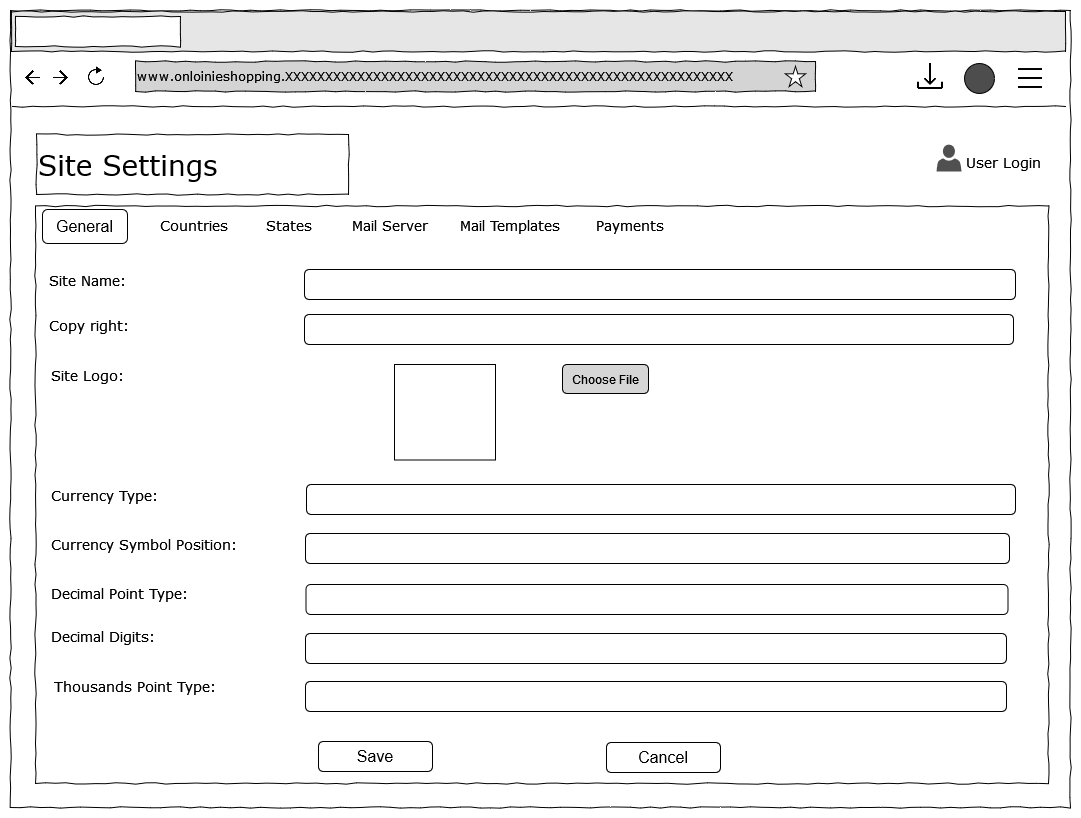 www.onloinieshopping.XXXXXXXXXXXXXXXXXXXXXXXXXXXXXXXXXXXXXXXXXXXXXXXXXXXXXXXX
Site Settings
User Login
General Countries States Mail Server Mail Templates Payments
Site Name:
Copy right:
Site Logo:
Choose File
Currency Type:
Currency Symbol Position:
Decimal Point Type:
Decimal Digits:
Thousands Point Type:
Save Cancel